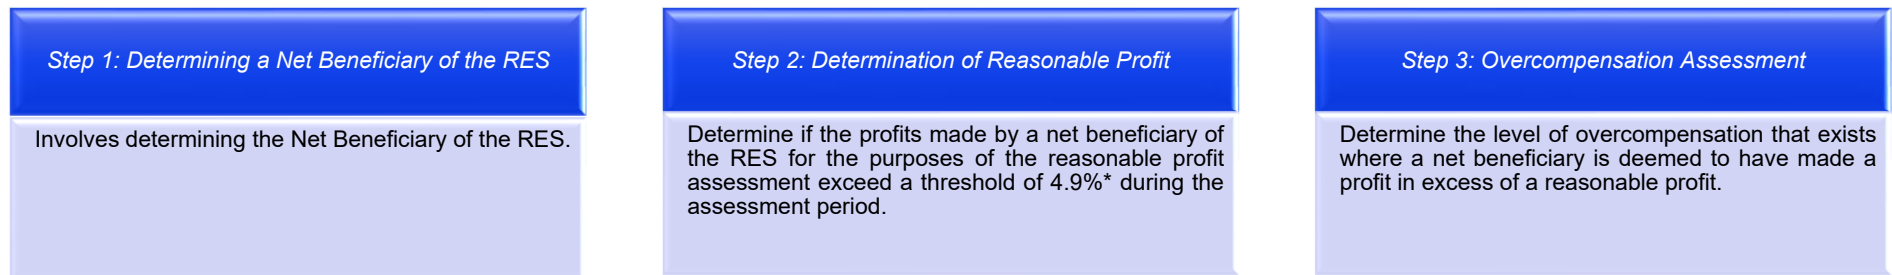 Step 1: Determining a Net Beneficiary of the RES
Involves determining the Net Beneficiary of the RES.
Step 2: Determination of Reasonable Profit
Determine if the profits made by a net beneficiary of
the RES for the purposes of the reasonable profit
assessment exceed a threshold of 4.9%* during the
assessment period.
Step 3: Overcompensation Assessment
Determine the level of overcompensation that exists
where a net beneficiary is deemed to have made a
profit in excess of a reasonable profit.